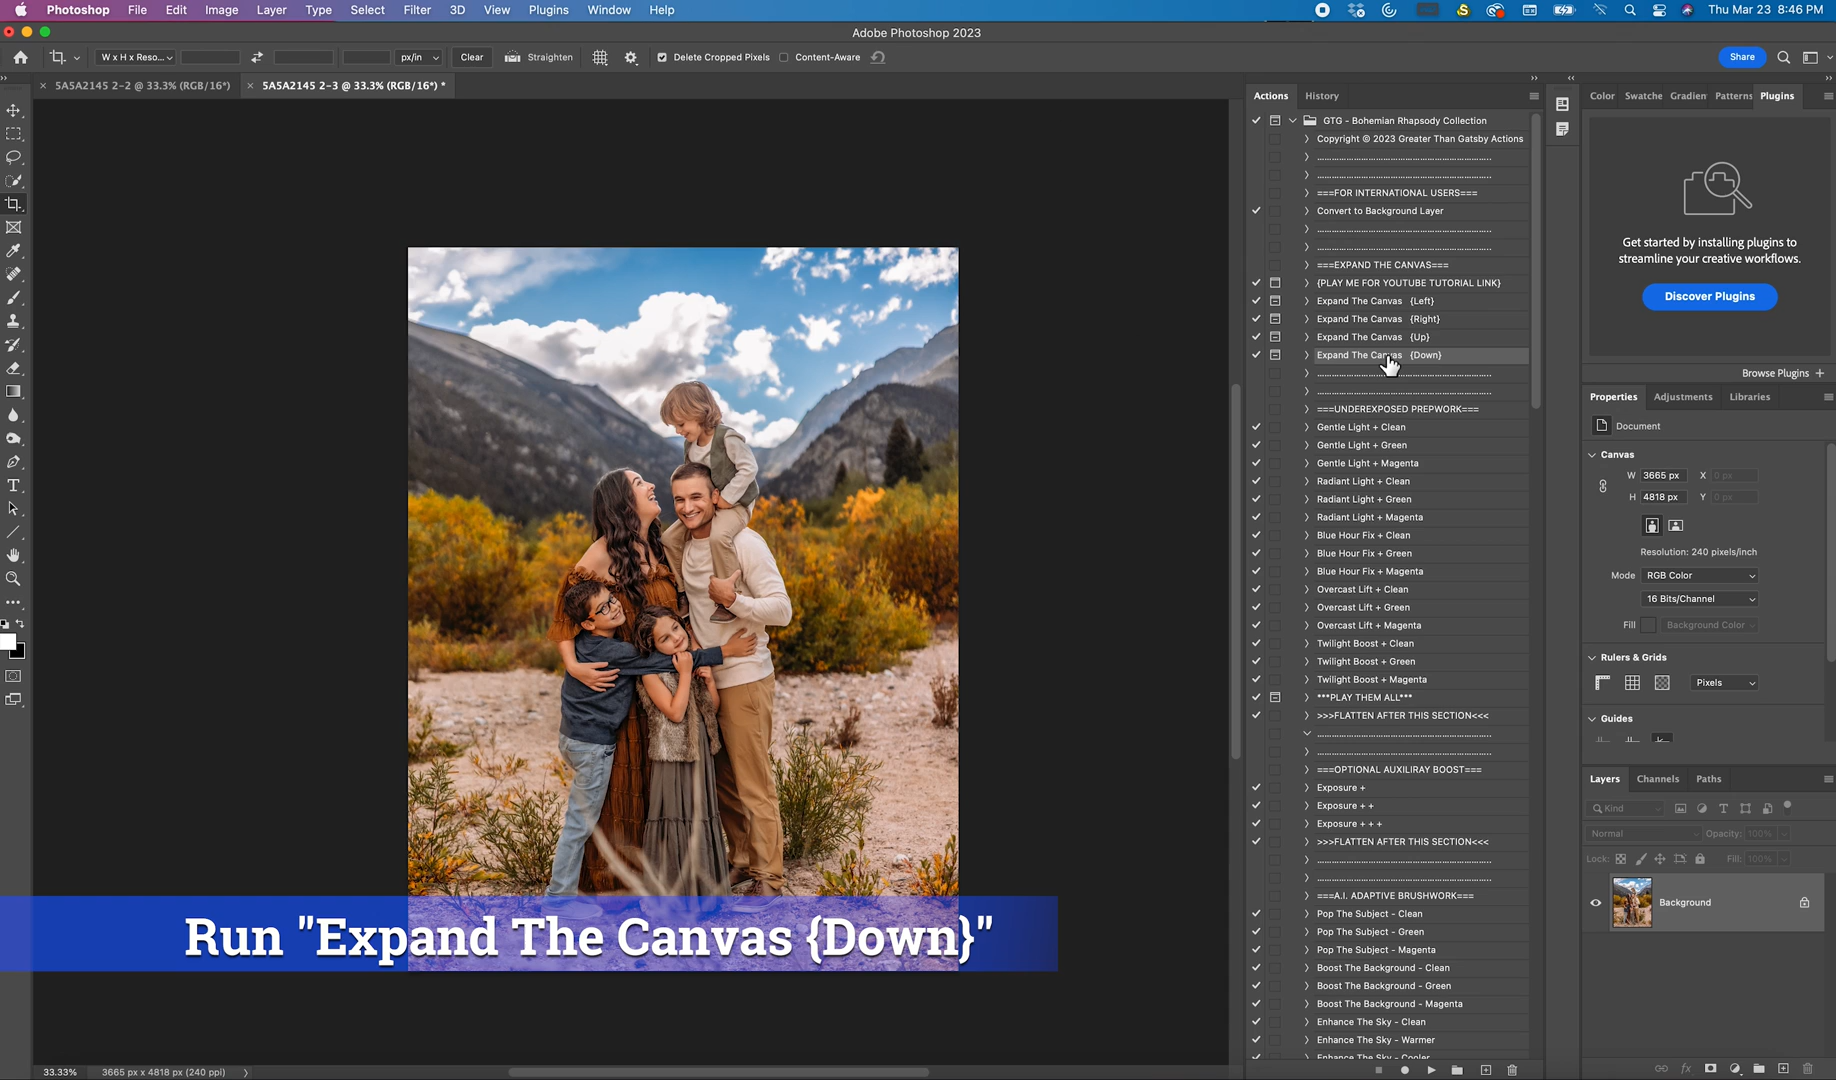 Photoshop File Edit Image Layer Type Select Filter 3D View Plugins Window Help
Thu Mar 23 8:46 PM
Adobe Photoshop 2023
W x H x Reso... px/in Clear Straighten Delete Cropped Pixels Content-Aware Share
5A5A2145 2-2 @ 33.3% (RGB/16*) 5A5A2145 2-3 @ 33.3% (RGB/16*) *
Actions History
GTG - Bohemian Rhapsody Collection
Copyright © 2023 Greater Than Gatsby Actions
===FOR INTERNATIONAL USERS===
Convert to Background Layer
===EXPAND THE CANVAS===
{PLAY ME FOR YOUTUBE TUTORIAL LINK}
Expand The Canvas {Left}
Expand The Canvas {Right}
Expand The Canvas {Up}
Expand The Canvas {Down}
===UNDEREXPOSED PREPWORK===
Gentle Light + Clean
Gentle Light + Green
Gentle Light + Magenta
Radiant Light + Clean
Radiant Light + Green
Radiant Light + Magenta
Blue Hour Fix + Clean
Blue Hour Fix + Green
Blue Hour Fix + Magenta
Overcast Lift + Clean
Overcast Lift + Green
Overcast Lift + Magenta
Twilight Boost + Clean
Twilight Boost + Green
Twilight Boost + Magenta
***PLAY THEM ALL***
>>>FLATTEN AFTER THIS SECTION<<<
===OPTIONAL AUXILIRAY BOOST===
Exposure +
Exposure + +
Exposure + + +
>>>FLATTEN AFTER THIS SECTION<<<
===A.I. ADAPTIVE BRUSHWORK===
Pop The Subject - Clean
Pop The Subject - Green
Pop The Subject - Magenta
Boost The Background - Clean
Boost The Background - Green
Boost The Background - Magenta
Enhance The Sky - Clean
Enhance The Sky - Warmer
Enhance The Sky - Cooler
Color Swatche Gradien Patterns Plugins
Get started by installing plugins to
streamline your creative workflows.
Discover Plugins
Browse Plugins +
Properties Adjustments Libraries
Document
Canvas
W 3665 px X 0 px
H 4818 px Y 0 px
Resolution: 240 pixels/inch
Mode RGB Color
16 Bits/Channel
Fill Background Color
Rulers & Grids
Pixels
Guides
Layers Channels Paths
Kind
Normal Opacity: 100%
Lock: Fill: 100%
Background
Run "Expand The Canvas {Down}"
33.33% 3665 px x 4818 px (240 ppi)